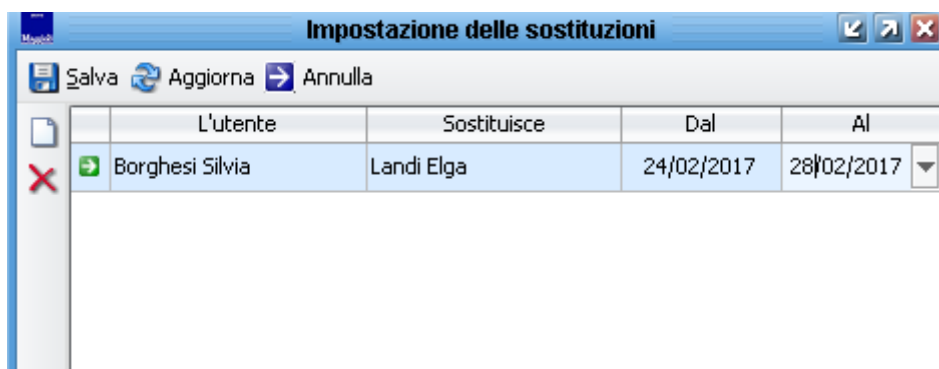 Maggioli
Impostazione delle sostituzioni
Salva Aggiorna Annulla
L'utente Sostituisce Dal Al
Borghesi Silvia Landi Elga 24/02/2017 28/02/2017